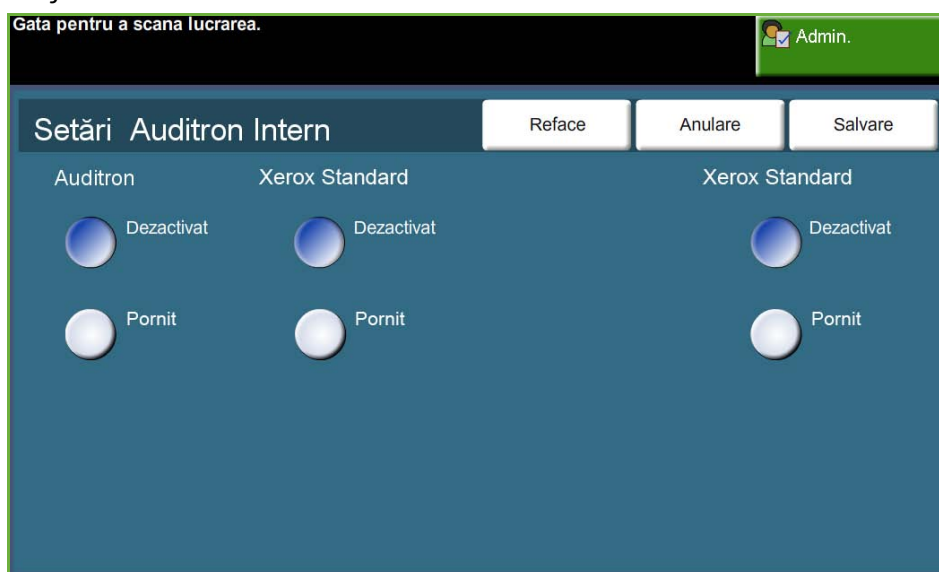 Gata pentru a scana lucrarea.
Admin.
Setări Auditron Intern
Reface
Anulare
Salvare
Auditron
Xerox Standard
Xerox Standard
Dezactivat
Dezactivat
Dezactivat
Pornit
Pornit
Pornit